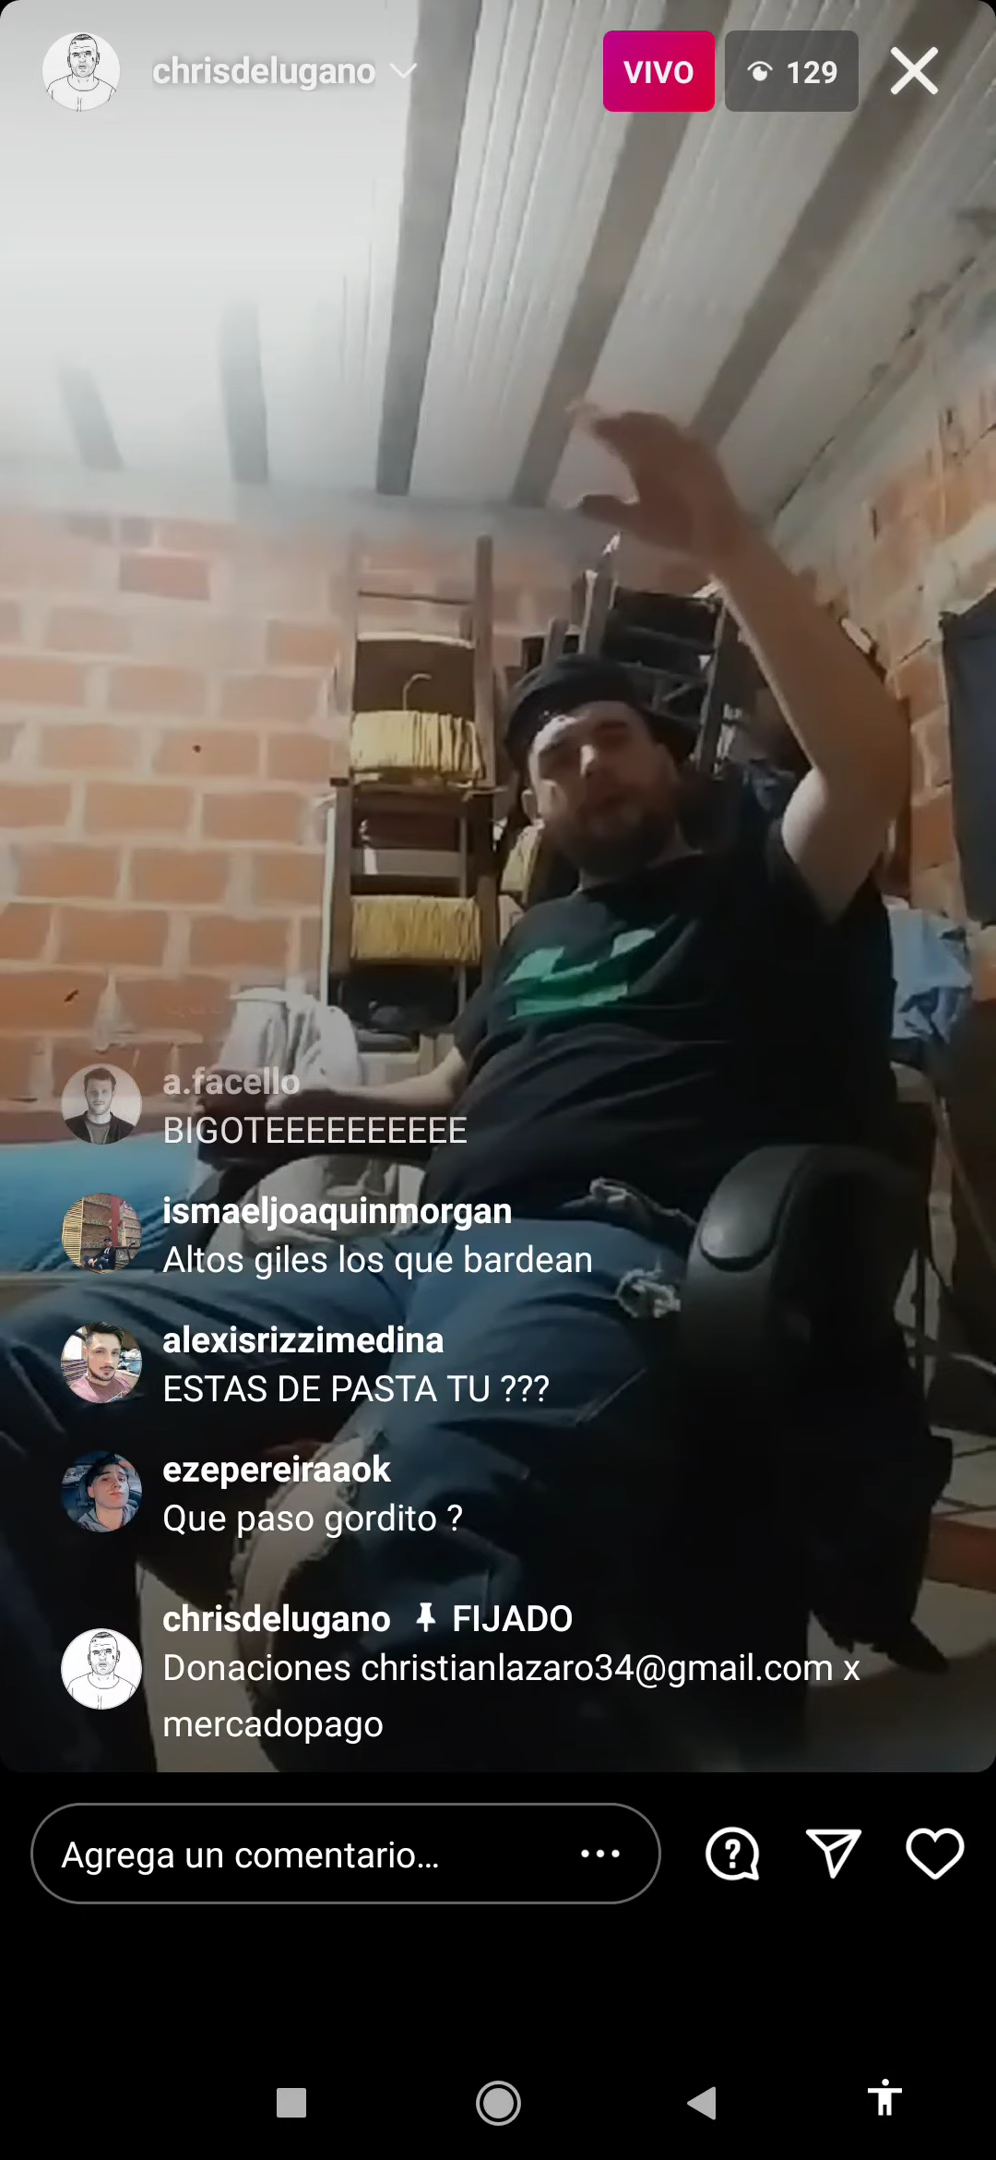 chrisdelugano
VIVO
129
a.facello
BIGOTEEEEEEEEEE
ismaeljoaquinmorgan
Altos giles los que bardean
alexisrizzimedina
ESTAS DE PASTA TU ???
ezepereiraaok
Que paso gordito ?
chrisdelugano FIJADO
Donaciones christianlazaro34@gmail.com x
mercadopago
Agrega un comentario...